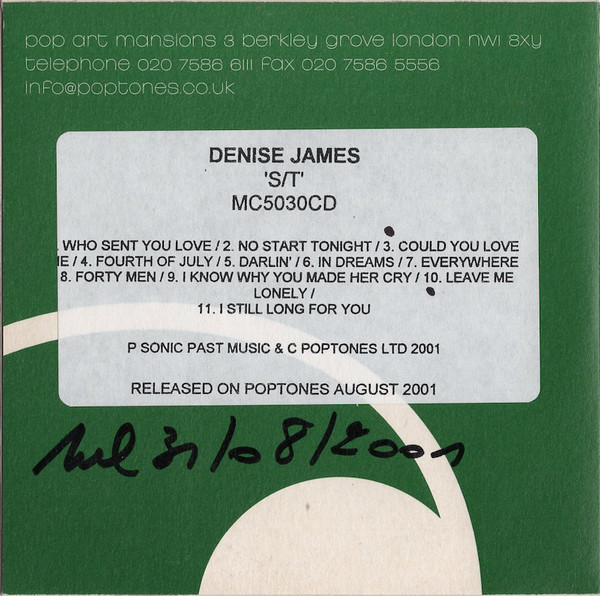 pop art mansions 3 berkley grove london nw1 8xy
telephone 020 7586 6111 fax 020 7586 5556
info@poptones.co.uk
DENISE JAMES
'S/T'
MC5030CD
. WHO SENT YOU LOVE / 2. NO START TONIGHT / 3. COULD YOU LOVE
IE / 4. FOURTH OF JULY / 5. DARLIN' / 6. IN DREAMS / 7. EVERYWHERE
8. FORTY MEN / 9. I KNOW WHY YOU MADE HER CRY / 10. LEAVE ME
LONELY /
11. I STILL LONG FOR YOU
P SONIC PAST MUSIC & C POPTONES LTD 2001
RELEASED ON POPTONES AUGUST 2001
31/08/2001